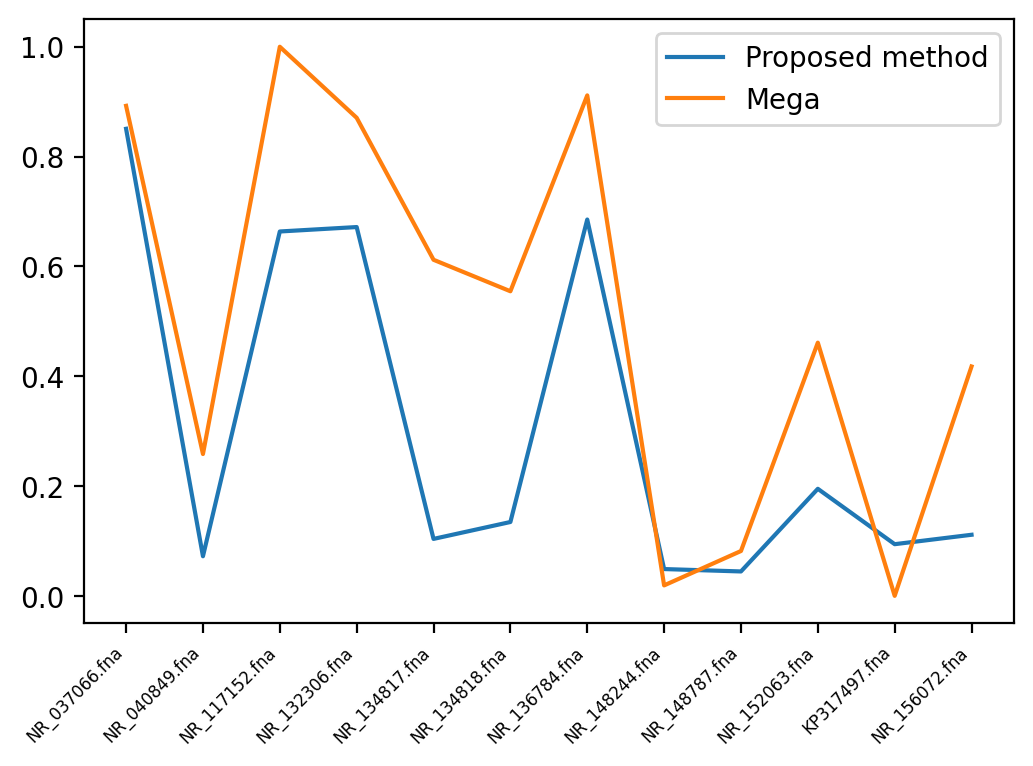 1.0
0.8
0.6
0.4
0.2
0.0
Proposed method
Mega
NR_037066.fna
NR_040849.fna
NR_117152.fna
NR_132306.fna
NR_134817.fna
NR_134818.fna
NR_136784.fna
NR_148244.fna
NR_148787.fna
NR_152063.fna
KP317497.fna
NR_156072.fna